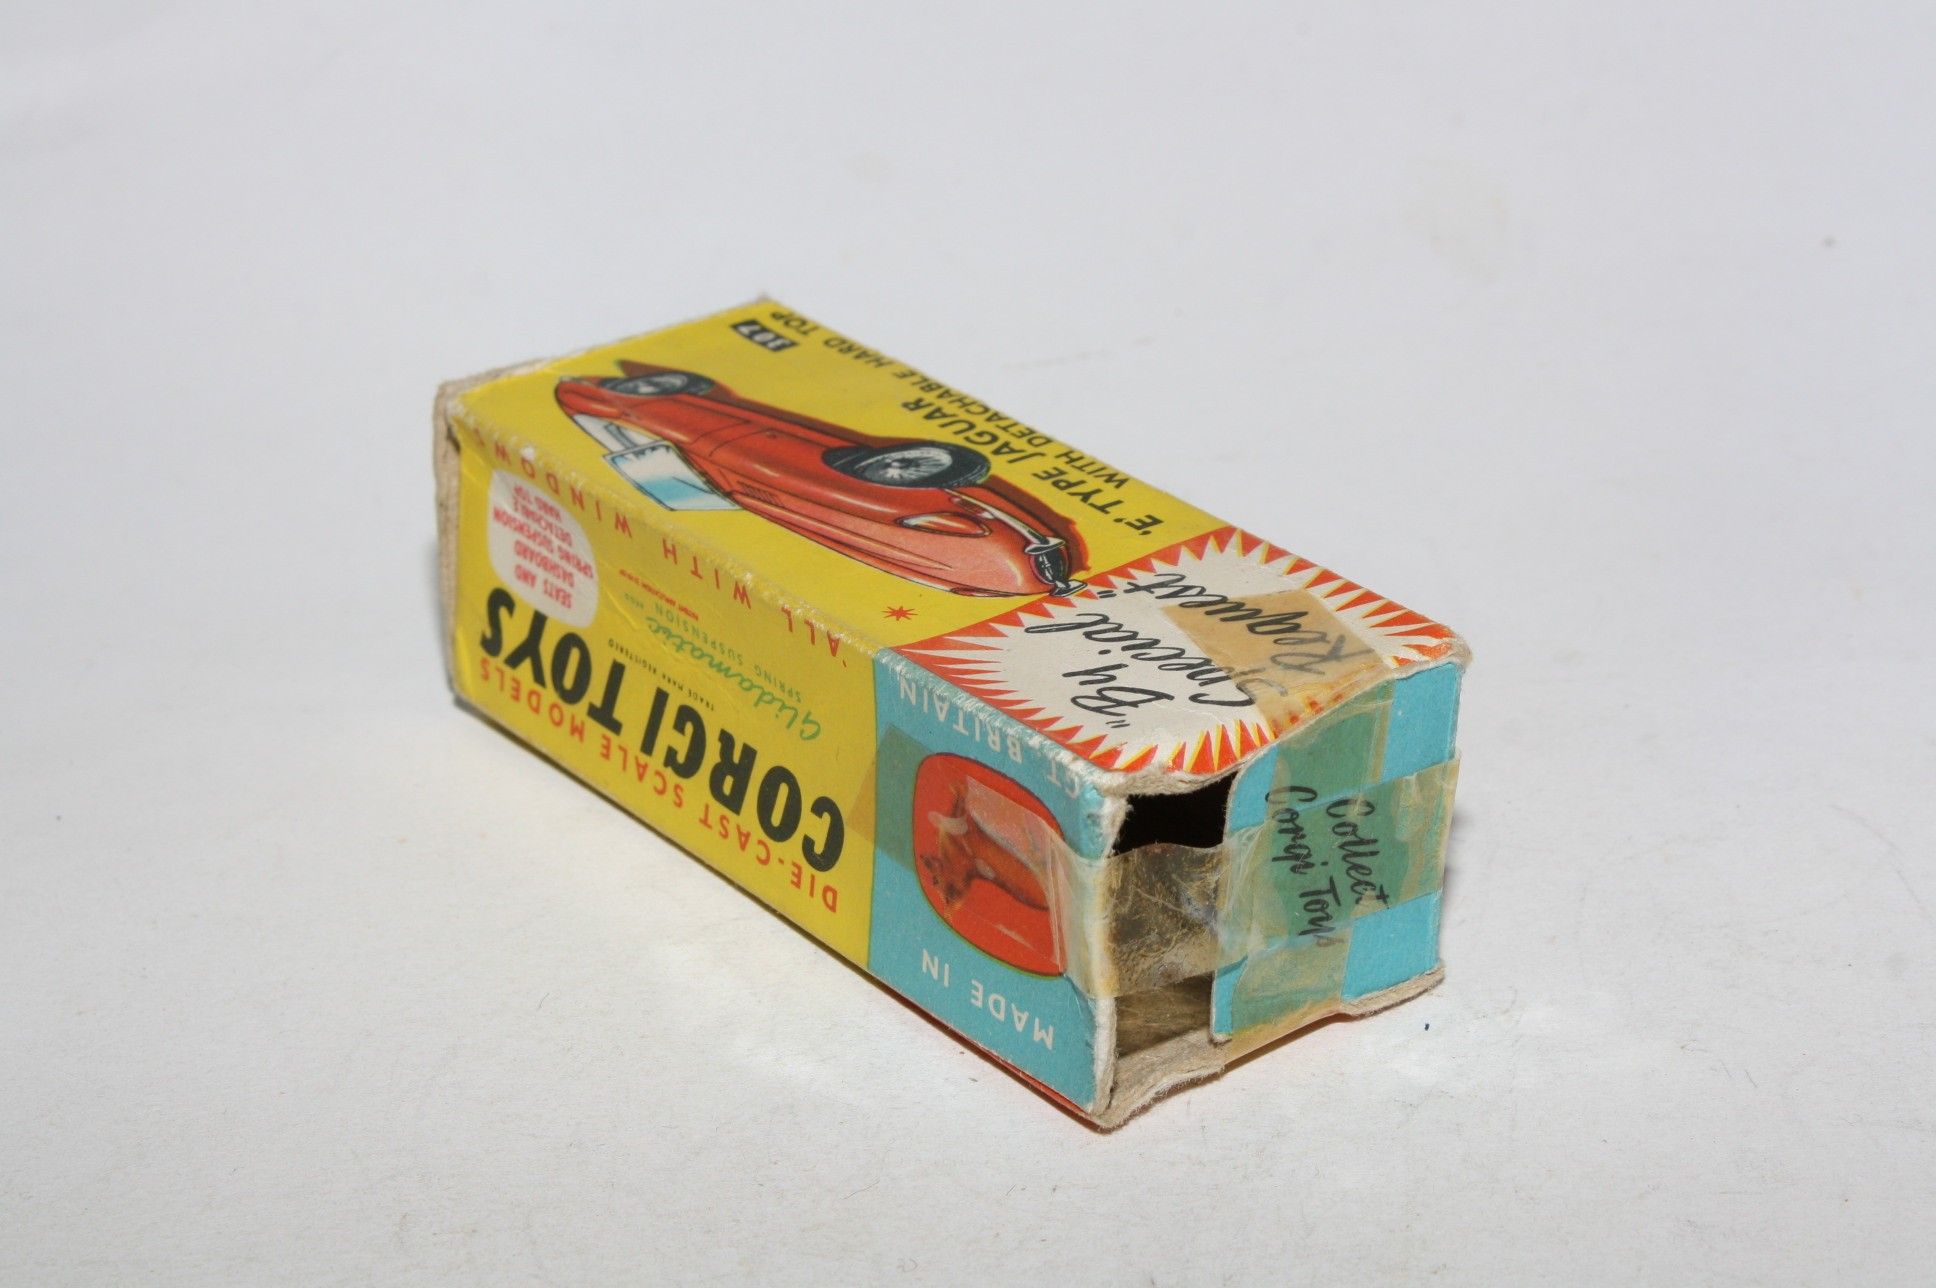 307
'E' TYPE JAGUAR
WITH DETACHABLE HARD TOP
"By
Special
Request"
'ALL WITH WINDOWS
SEATS AND
DASHBOARD
SPRING SUSPENSION
DETACHABLE
HARD TOP
Glidamatic
SPRING SUSPENSION
TRADE MARK REGISTERED
CORGI TOYS
DIE-CAST SCALE MODELS
MADE IN
GT. BRITAIN
Collect
Corgi Toys